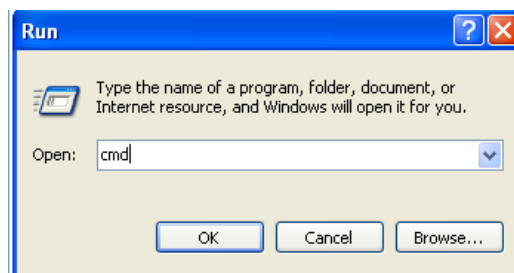 Run
Type the name of a program, folder, document, or
Internet resource, and Windows will open it for you.
Open: cmd
OK Cancel Browse...